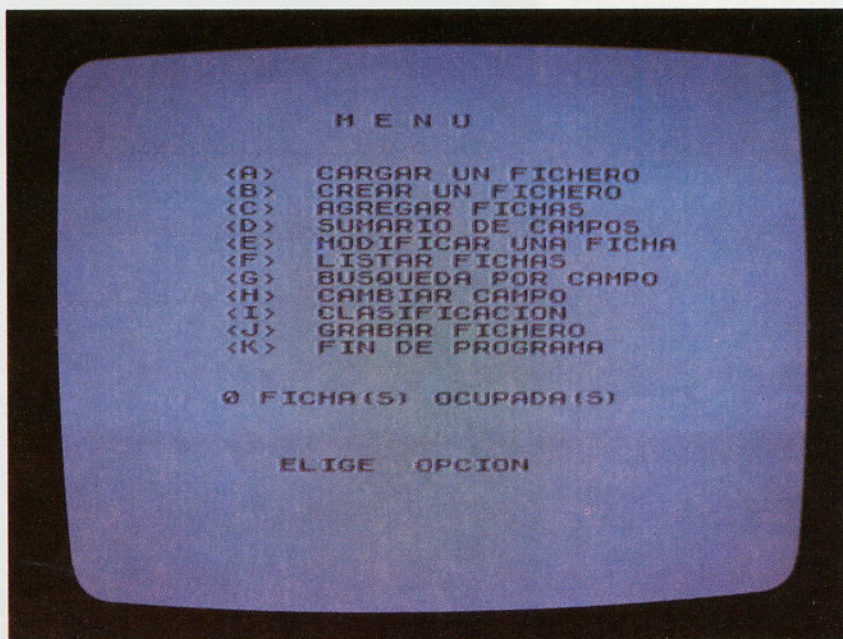 M E N U
<A> CARGAR UN FICHERO
<B> CREAR UN FICHERO
<C> AGREGAR FICHAS
<D> SUMARIO DE CAMPOS
<E> MODIFICAR UNA FICHA
<F> LISTAR FICHAS
<G> BUSQUEDA POR CAMPO
<H> CAMBIAR CAMPO
<I> CLASIFICACION
<J> GRABAR FICHERO
<K> FIN DE PROGRAMA
0 FICHA(S) OCUPADA(S)
ELIGE OPCION